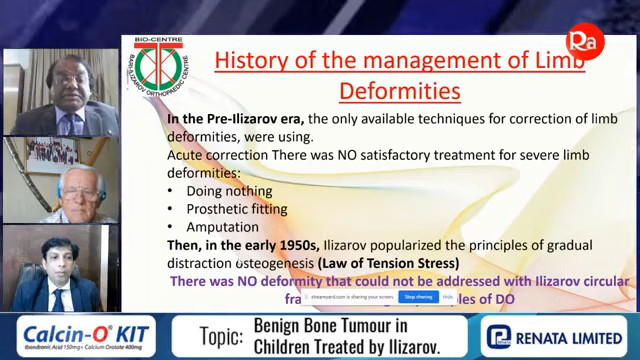 BIO-CENTRE
BARI-ILIZAROV ORTHOPAEDIC CENTRE
Ra
History of the management of Limb
Deformities
In the Pre-Ilizarov era, the only available techniques for correction of limb
deformities, were using.
Acute correction There was NO satisfactory treatment for severe limb
deformities:
• Doing nothing
• Prosthetic fitting
• Amputation
Then, in the early 1950s, Ilizarov popularized the principles of gradual
distraction osteogenesis (Law of Tension Stress)
There was NO deformity that could not be addressed with Ilizarov circular
fra
ples of DO
streamyard.com is sharing your screen.
Stop sharing
Hide
Calcin-O® KIT
Ibandronic Acid 150mg + Calcium Orotate 400mg
Topic:
Benign Bone Tumour in
Children Treated by Ilizarov.
RENATA LIMITED